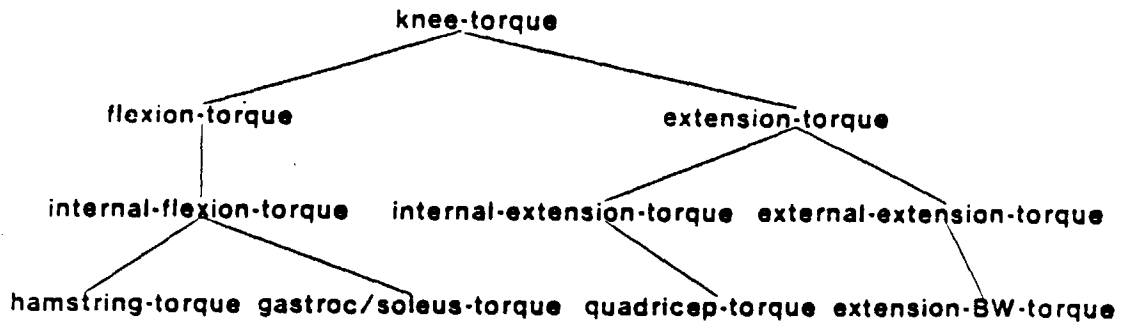 knee-torque
flexion-torque extension-torque
internal-flexion-torque internal-extension-torque external-extension-torque
hamstring-torque gastroc/soleus-torque quadricep-torque extension-BW-torque